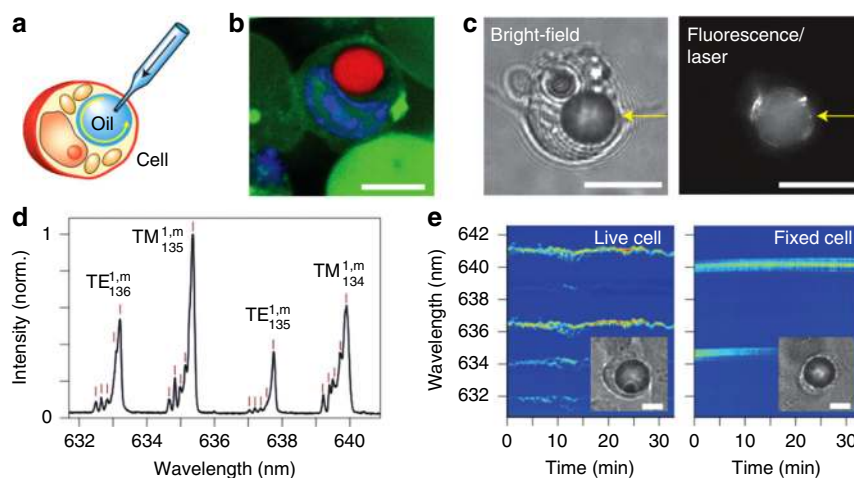 a
Oil
Cell
b
c
Bright-field
Fluorescence/
laser
d
Intensity (norm.)
1
0
TE 1,m 136
TM 1,m 135
TE 1,m 135
TM 1,m 134
632 634 636 638 640
Wavelength (nm)
e
Wavelength (nm)
642
640
638
636
634
632
Live cell
Fixed cell
0 10 20 30
0 10 20 30
Time (min)
Time (min)